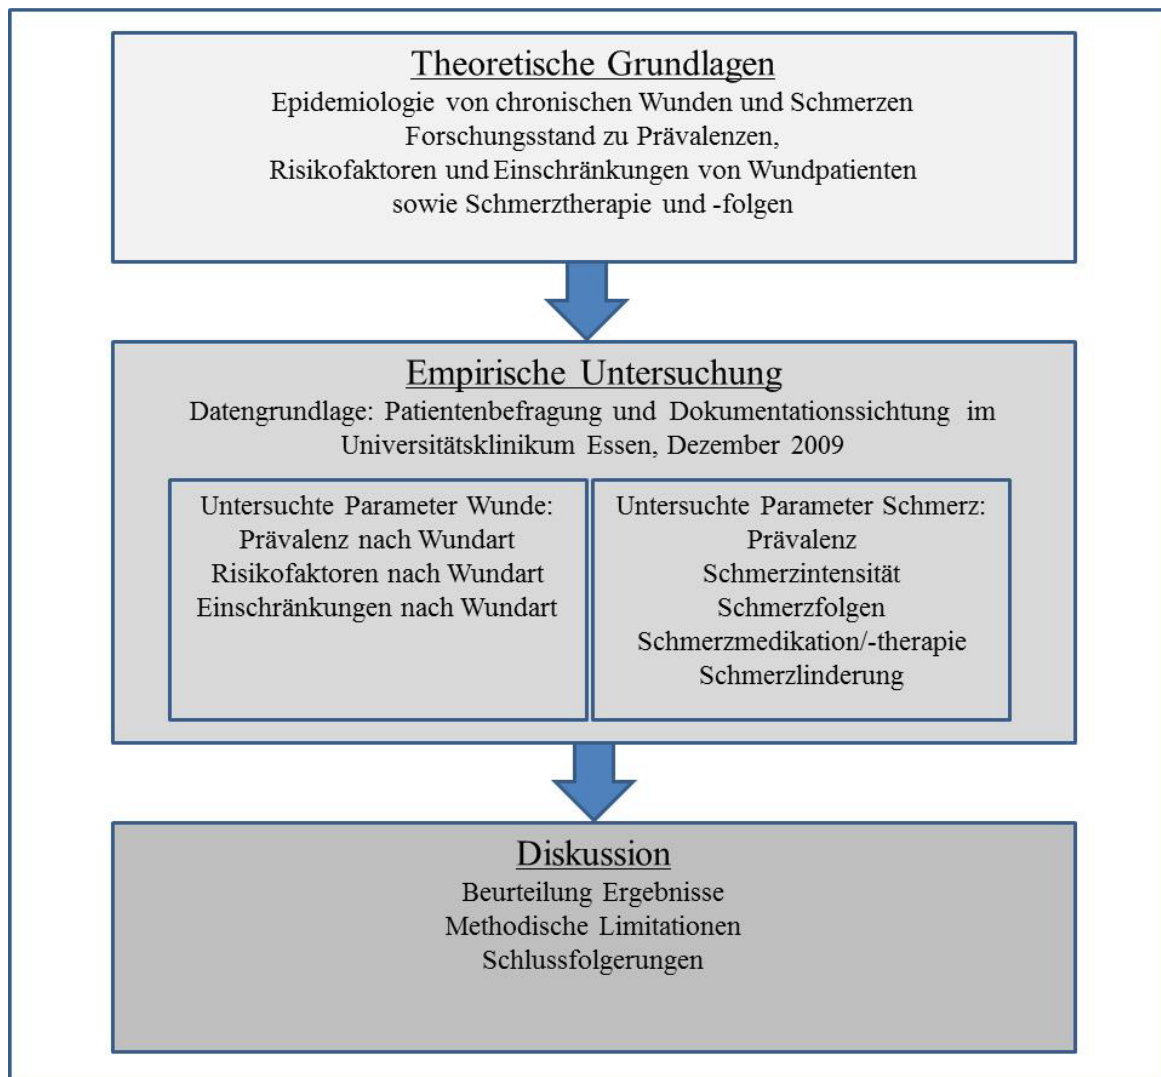 Theoretische Grundlagen
Epidemiologie von chronischen Wunden und Schmerzen
Forschungsstand zu Prävalenzen,
Risikofaktoren und Einschränkungen von Wundpatienten
sowie Schmerztherapie und -folgen
Empirische Untersuchung
Datengrundlage: Patientenbefragung und Dokumentationssichtung im
Universitätsklinikum Essen, Dezember 2009
Untersuchte Parameter Wunde:
Prävalenz nach Wundart
Risikofaktoren nach Wundart
Einschränkungen nach Wundart
Untersuchte Parameter Schmerz:
Prävalenz
Schmerzintensität
Schmerzfolgen
Schmerzmedikation/-therapie
Schmerzlinderung
Diskussion
Beurteilung Ergebnisse
Methodische Limitationen
Schlussfolgerungen